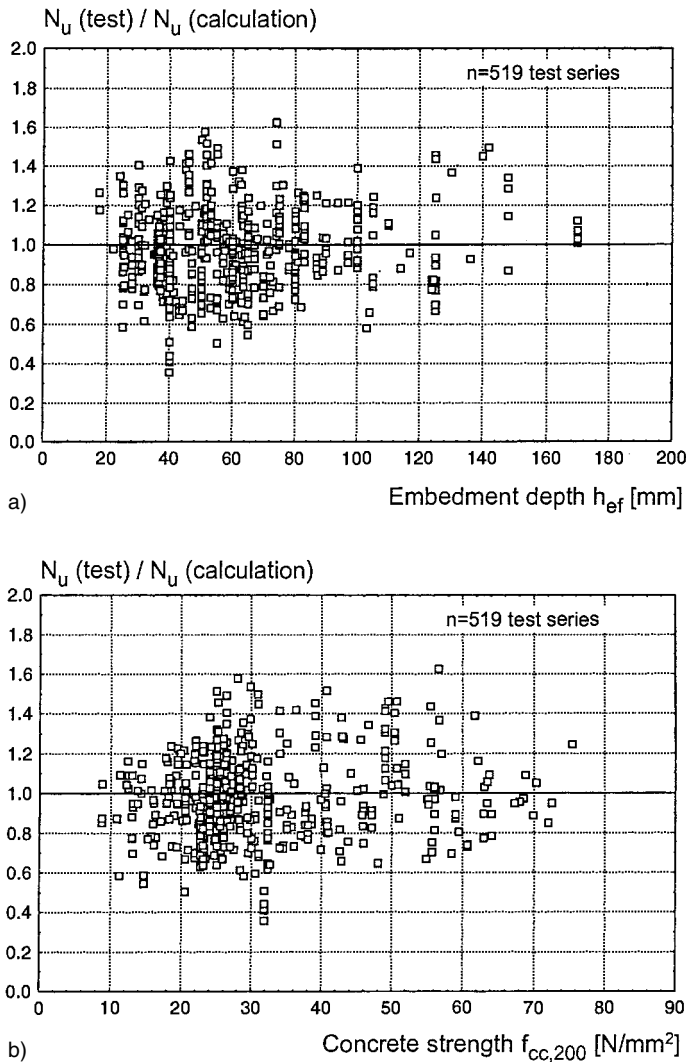 N_u (test) / N_u (calculation)
2.0
n=519 test series
1.8
1.6
1.4
1.2
1.0
0.8
0.6
0.4
0.2
0.0
0 20 40 60 80 100 120 140 160 180 200
a) Embedment depth h_ef [mm]
N_u (test) / N_u (calculation)
2.0
n=519 test series
1.8
1.6
1.4
1.2
1.0
0.8
0.6
0.4
0.2
0.0
0 10 20 30 40 50 60 70 80 90
b) Concrete strength f_cc,200 [N/mm²]